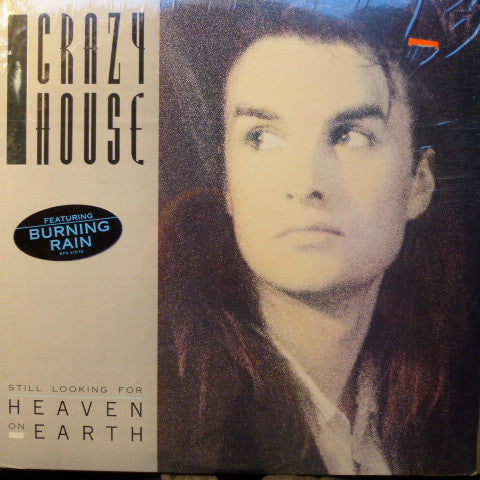 CRAZY
HOUSE
FEATURING
BURNING
RAIN
STILL LOOKING FOR
HEAVEN
ON EARTH